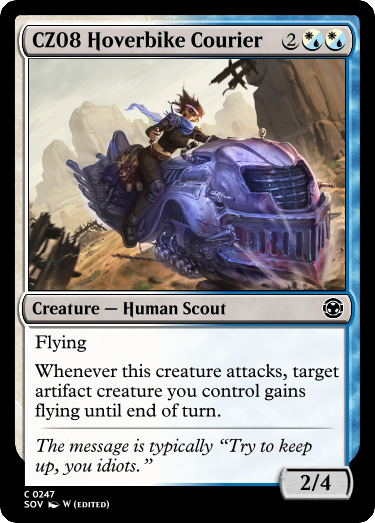 CZ08 Hoverbike Courier 2
Creature — Human Scout
Flying
Whenever this creature attacks, target
artifact creature you control gains
flying until end of turn.
The message is typically “Try to keep
up, you idiots.”
2/4
C 0247
SOV W (EDITED)